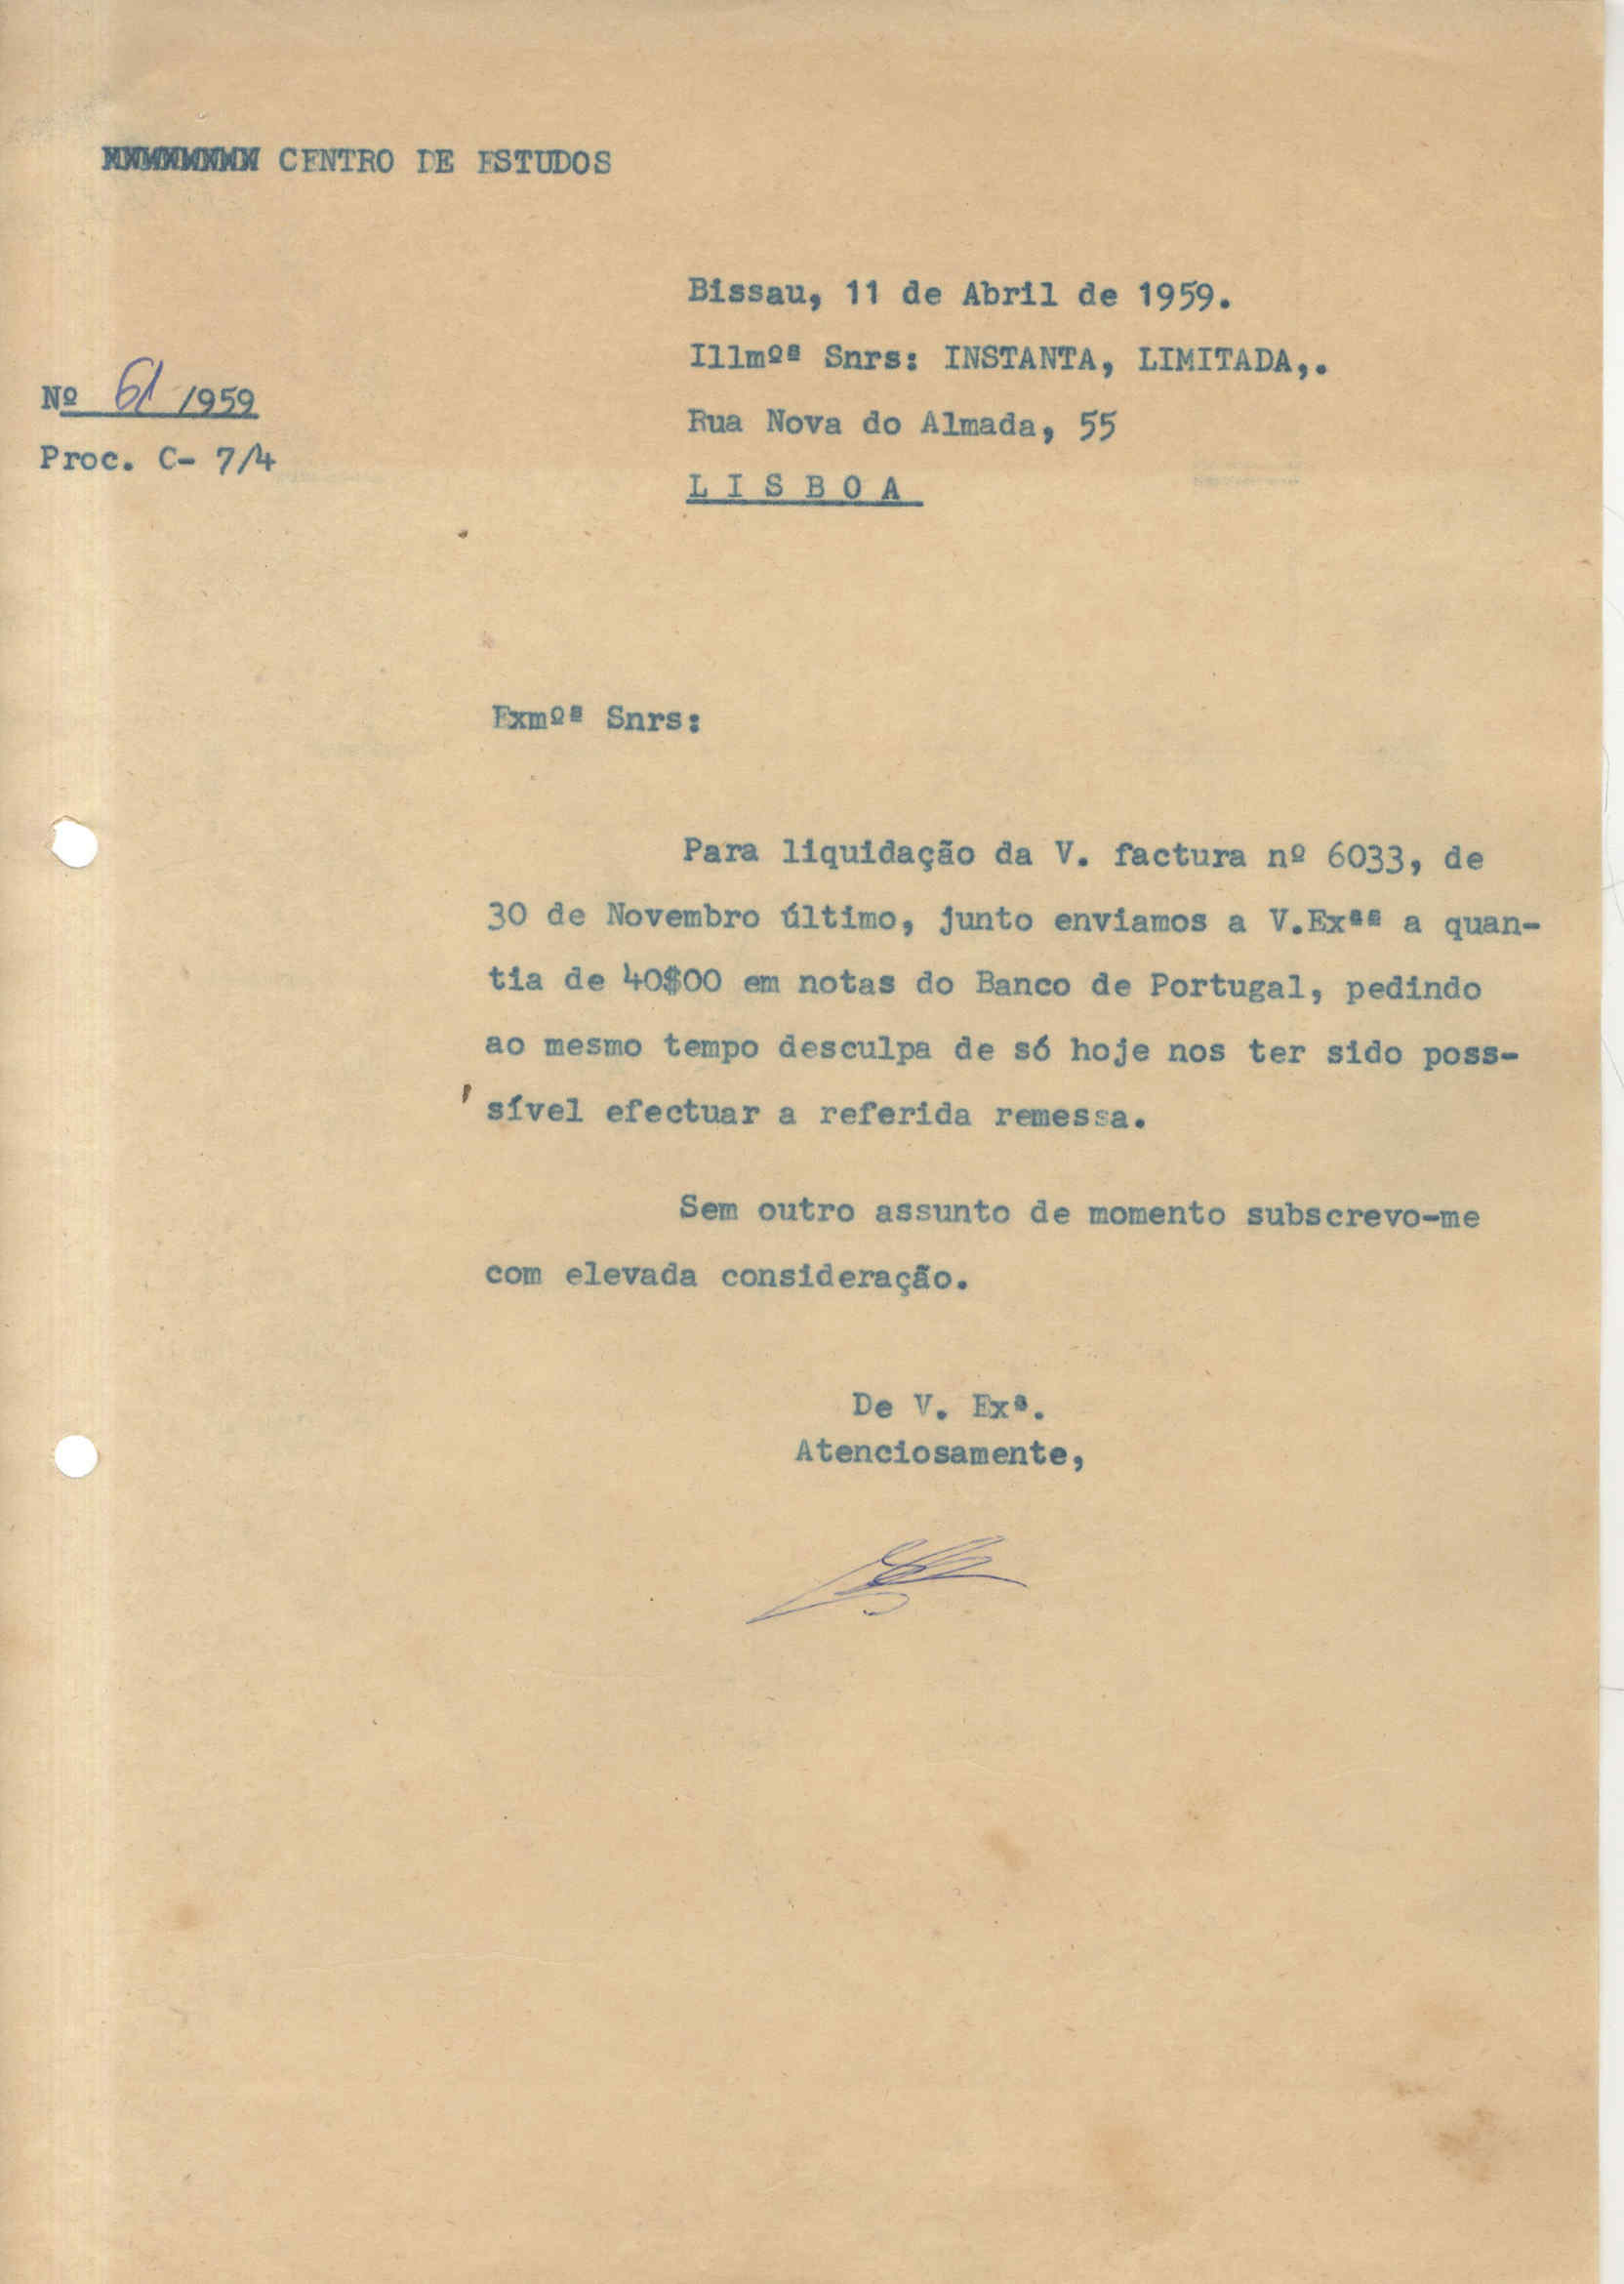 CENTRO DE ESTUDOS
Bissau, 11 de Abril de 1959.
Illmºs Snrs: INSTANTA, LIMITADA,.
Nº 61 /1959
Rua Nova do Almada, 55
Proc. C- 7/4
L I S B O A
Exmºs Snrs:
Para liquidação da V. factura nº 6033, de
30 de Novembro último, junto enviamos a V.Exªs a quan-
tia de 40$00 em notas do Banco de Portugal, pedindo
ao mesmo tempo desculpa de só hoje nos ter sido poss-
sível efectuar a referida remessa.
Sem outro assunto de momento subscrevo-me
com elevada consideração.
De V. Exª.
Atenciosamente,